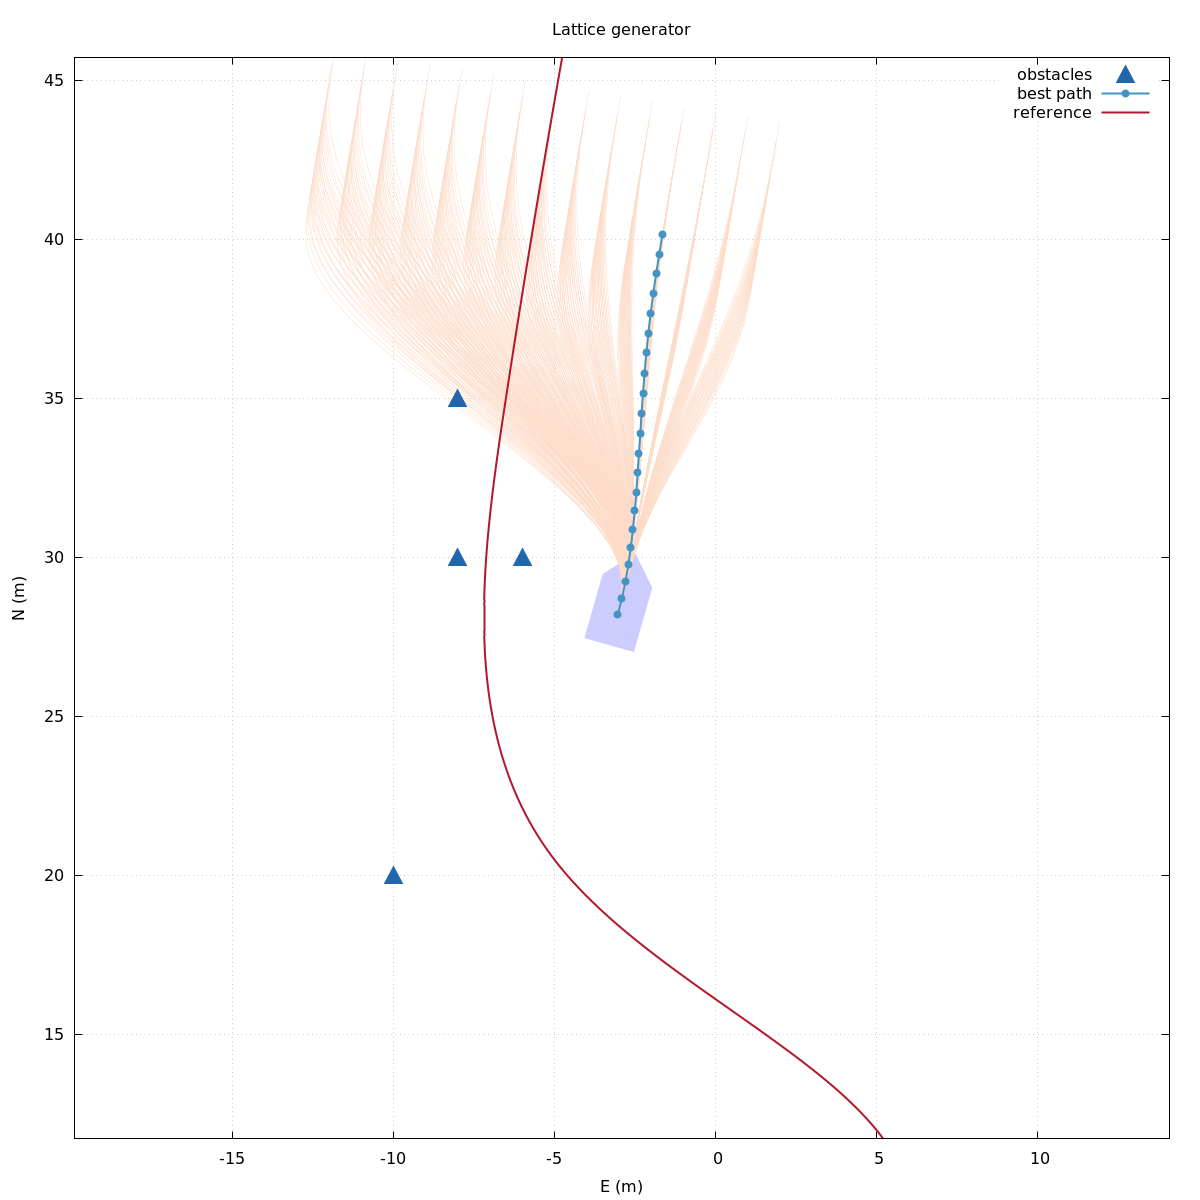 Lattice generator
obstacles
best path
reference
45
40
35
30
25
20
15
N (m)
-15 -10 -5 0 5 10
E (m)